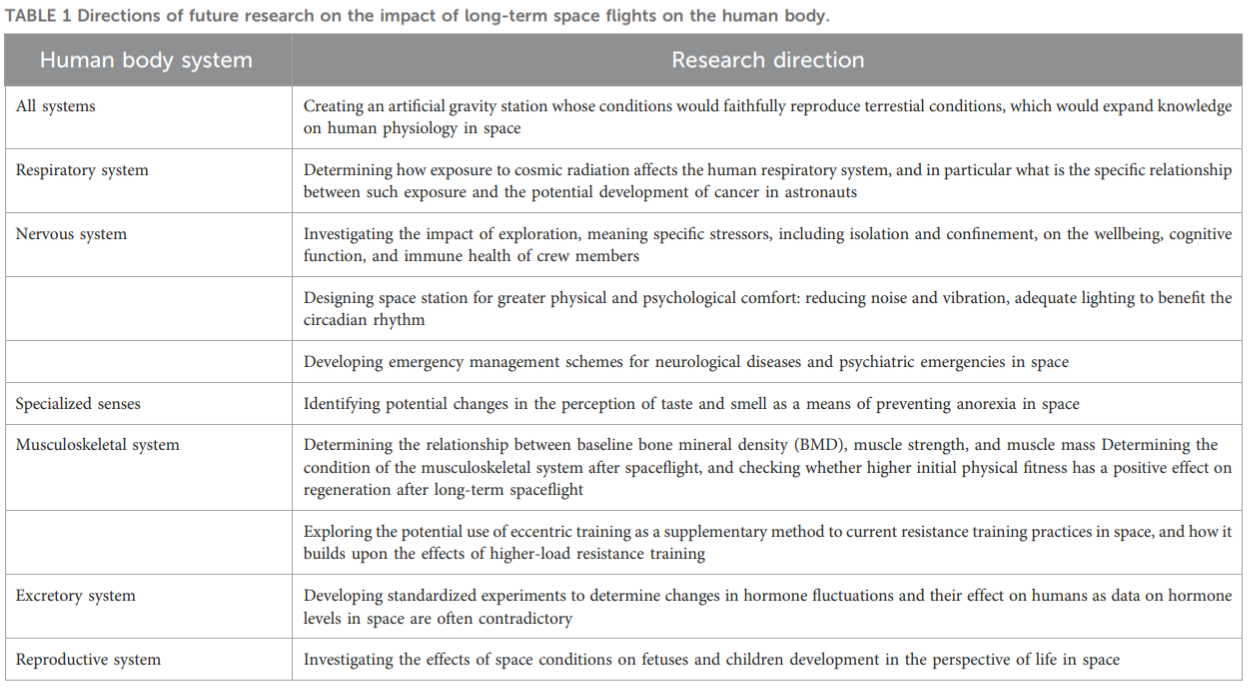 TABLE 1 Directions of future research on the impact of long-term space flights on the human body.
Human body system
Research direction
All systems
Creating an artificial gravity station whose conditions would faithfully reproduce terrestial conditions, which would expand knowledge
on human physiology in space
Respiratory system
Determining how exposure to cosmic radiation affects the human respiratory system, and in particular what is the specific relationship
between such exposure and the potential development of cancer in astronauts
Nervous system
Investigating the impact of exploration, meaning specific stressors, including isolation and confinement, on the wellbeing, cognitive
function, and immune health of crew members
Designing space station for greater physical and psychological comfort: reducing noise and vibration, adequate lighting to benefit the
circadian rhythm
Developing emergency management schemes for neurological diseases and psychiatric emergencies in space
Specialized senses
Identifying potential changes in the perception of taste and smell as a means of preventing anorexia in space
Musculoskeletal system
Determining the relationship between baseline bone mineral density (BMD), muscle strength, and muscle mass Determining the
condition of the musculoskeletal system after spaceflight, and checking whether higher initial physical fitness has a positive effect on
regeneration after long-term spaceflight
Exploring the potential use of eccentric training as a supplementary method to current resistance training practices in space, and how it
builds upon the effects of higher-load resistance training
Excretory system
Developing standardized experiments to determine changes in hormone fluctuations and their effect on humans as data on hormone
levels in space are often contradictory
Reproductive system
Investigating the effects of space conditions on fetuses and children development in the perspective of life in space